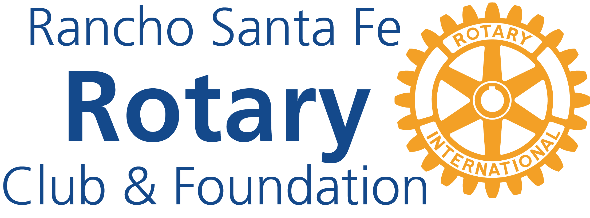 Rancho Santa Fe
Rotary
Club & Foundation
ROTARY
INTERNATIONAL